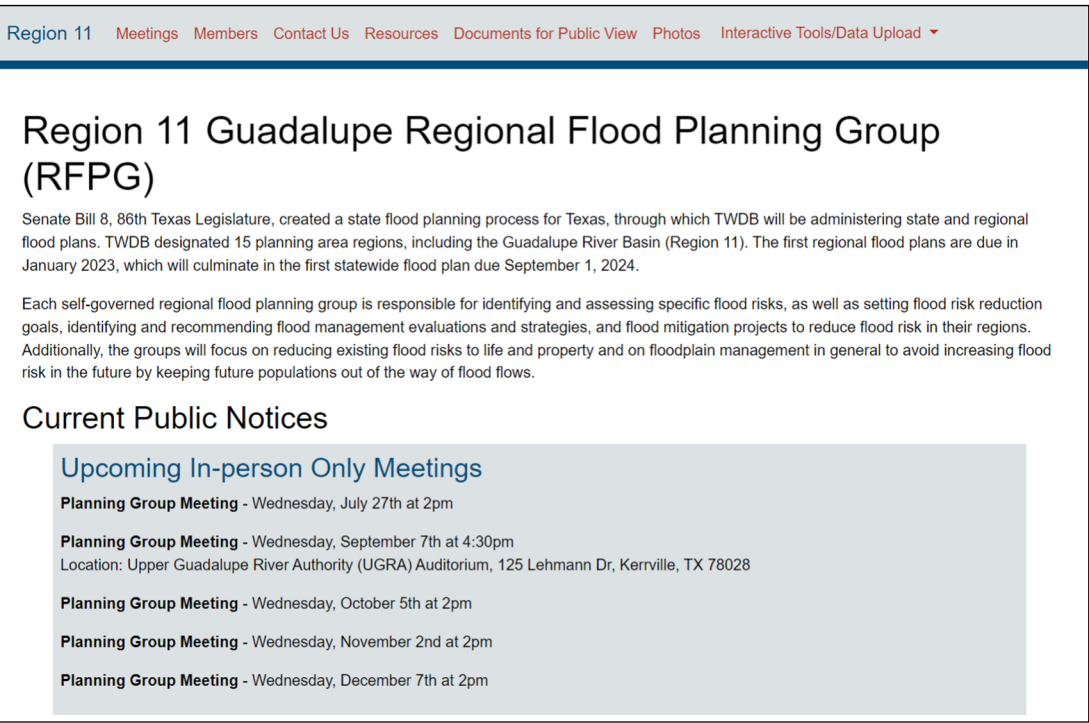 Region 11 Meetings Members Contact Us Resources Documents for Public View Photos Interactive Tools/Data Upload
Region 11 Guadalupe Regional Flood Planning Group
(RFPG)
Senate Bill 8, 86th Texas Legislature, created a state flood planning process for Texas, through which TWDB will be administering state and regional
flood plans. TWDB designated 15 planning area regions, including the Guadalupe River Basin (Region 11). The first regional flood plans are due in
January 2023, which will culminate in the first statewide flood plan due September 1, 2024.
Each self-governed regional flood planning group is responsible for identifying and assessing specific flood risks, as well as setting flood risk reduction
goals, identifying and recommending flood management evaluations and strategies, and flood mitigation projects to reduce flood risk in their regions.
Additionally, the groups will focus on reducing existing flood risks to life and property and on floodplain management in general to avoid increasing flood
risk in the future by keeping future populations out of the way of flood flows.
Current Public Notices
Upcoming In-person Only Meetings
Planning Group Meeting - Wednesday, July 27th at 2pm
Planning Group Meeting - Wednesday, September 7th at 4:30pm
Location: Upper Guadalupe River Authority (UGRA) Auditorium, 125 Lehmann Dr, Kerrville, TX 78028
Planning Group Meeting - Wednesday, October 5th at 2pm
Planning Group Meeting - Wednesday, November 2nd at 2pm
Planning Group Meeting - Wednesday, December 7th at 2pm